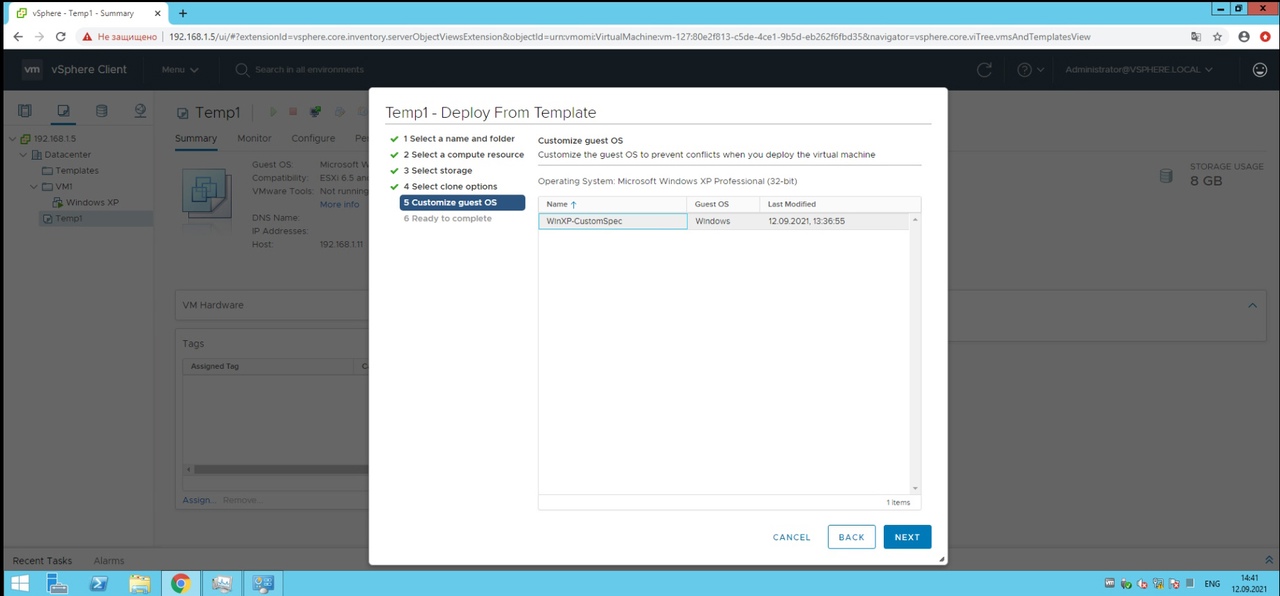 vSphere - Temp1 - Summary
Не защищено
192.168.1.5/ui/#?extensionId=vsphere.core.inventory.serverObjectViewsExtension&objectId=urn:vmomi:VirtualMachine:vm-127:80e2f813-c5de-4ce1-9b5d-eb262f6fbd35&navigator=vsphere.core.viTree.vmsAndTemplatesView
vm vSphere Client Menu Search in all environments Administrator@VSPHERE.LOCAL
Temp1
Summary Monitor Configure
192.168.1.5
Datacenter
Templates
VM1
Windows XP
Temp1
Guest OS: Microsoft W
Compatibility: ESXi 6.5 and
VMware Tools: Not running
More info
DNS Name:
IP Addresses:
Host: 192.168.1.11
STORAGE USAGE
8 GB
VM Hardware
Tags
Assigned Tag
Assign... Remove...
Temp1 - Deploy From Template
1 Select a name and folder
2 Select a compute resource
3 Select storage
4 Select clone options
5 Customize guest OS
6 Ready to complete
Customize guest OS
Customize the guest OS to prevent conflicts when you deploy the virtual machine
Operating System: Microsoft Windows XP Professional (32-bit)
Name Guest OS Last Modified
WinXP-CustomSpec Windows 12.09.2021, 13:36:55
1 items
CANCEL BACK NEXT
Recent Tasks Alarms
ENG
14:41
12.09.2021